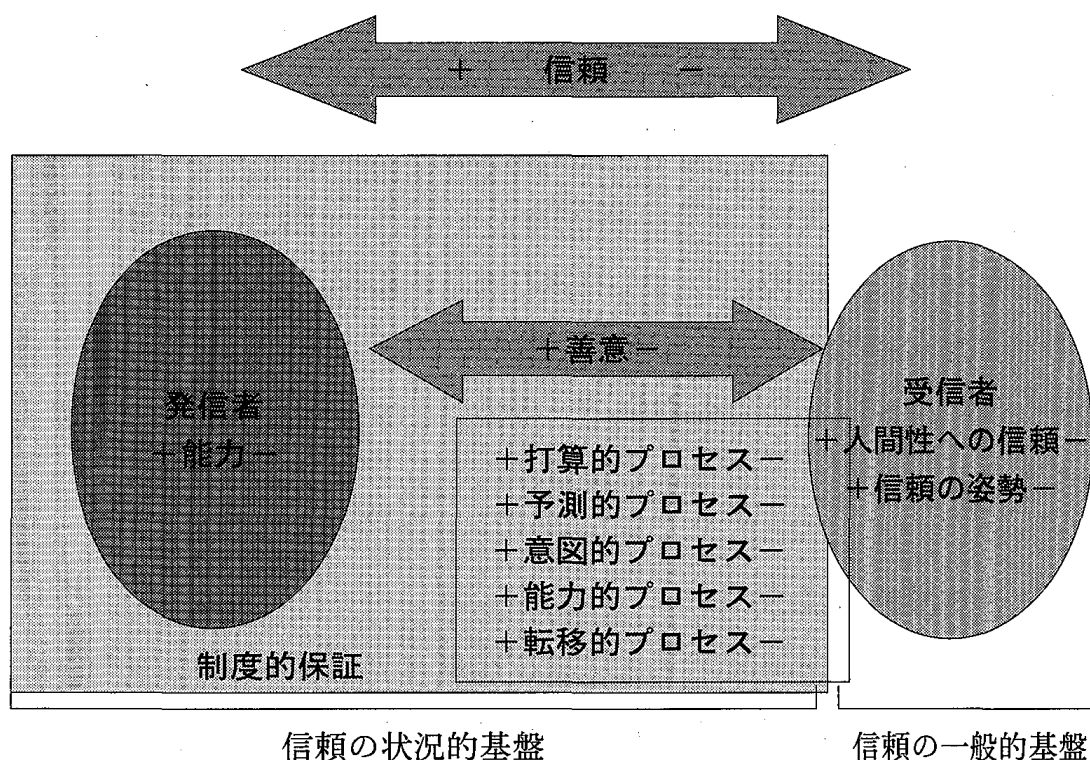 ＋　信頼　－
＋善意－
発信者
＋能力－
受信者
＋人間性への信頼－
＋信頼の姿勢－
＋打算的プロセス－
＋予測的プロセス－
＋意図的プロセス－
＋能力的プロセス－
＋転移的プロセス－
制度的保証
信頼の状況的基盤
信頼の一般的基盤